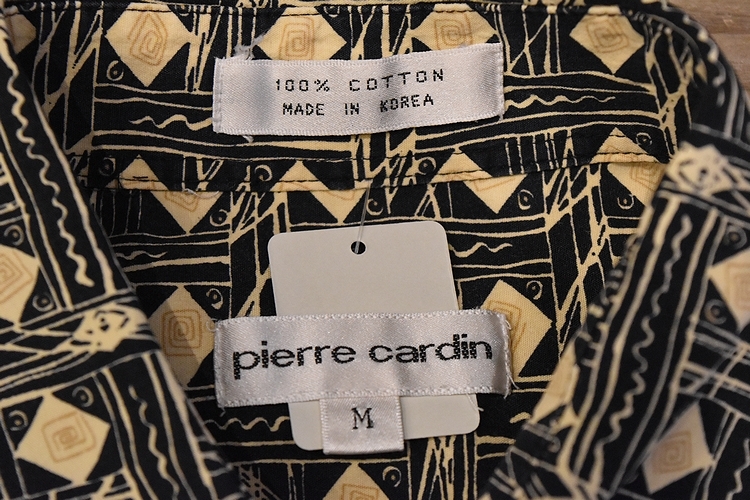 100% COTTON
MADE IN KOREA
pierre cardin
M